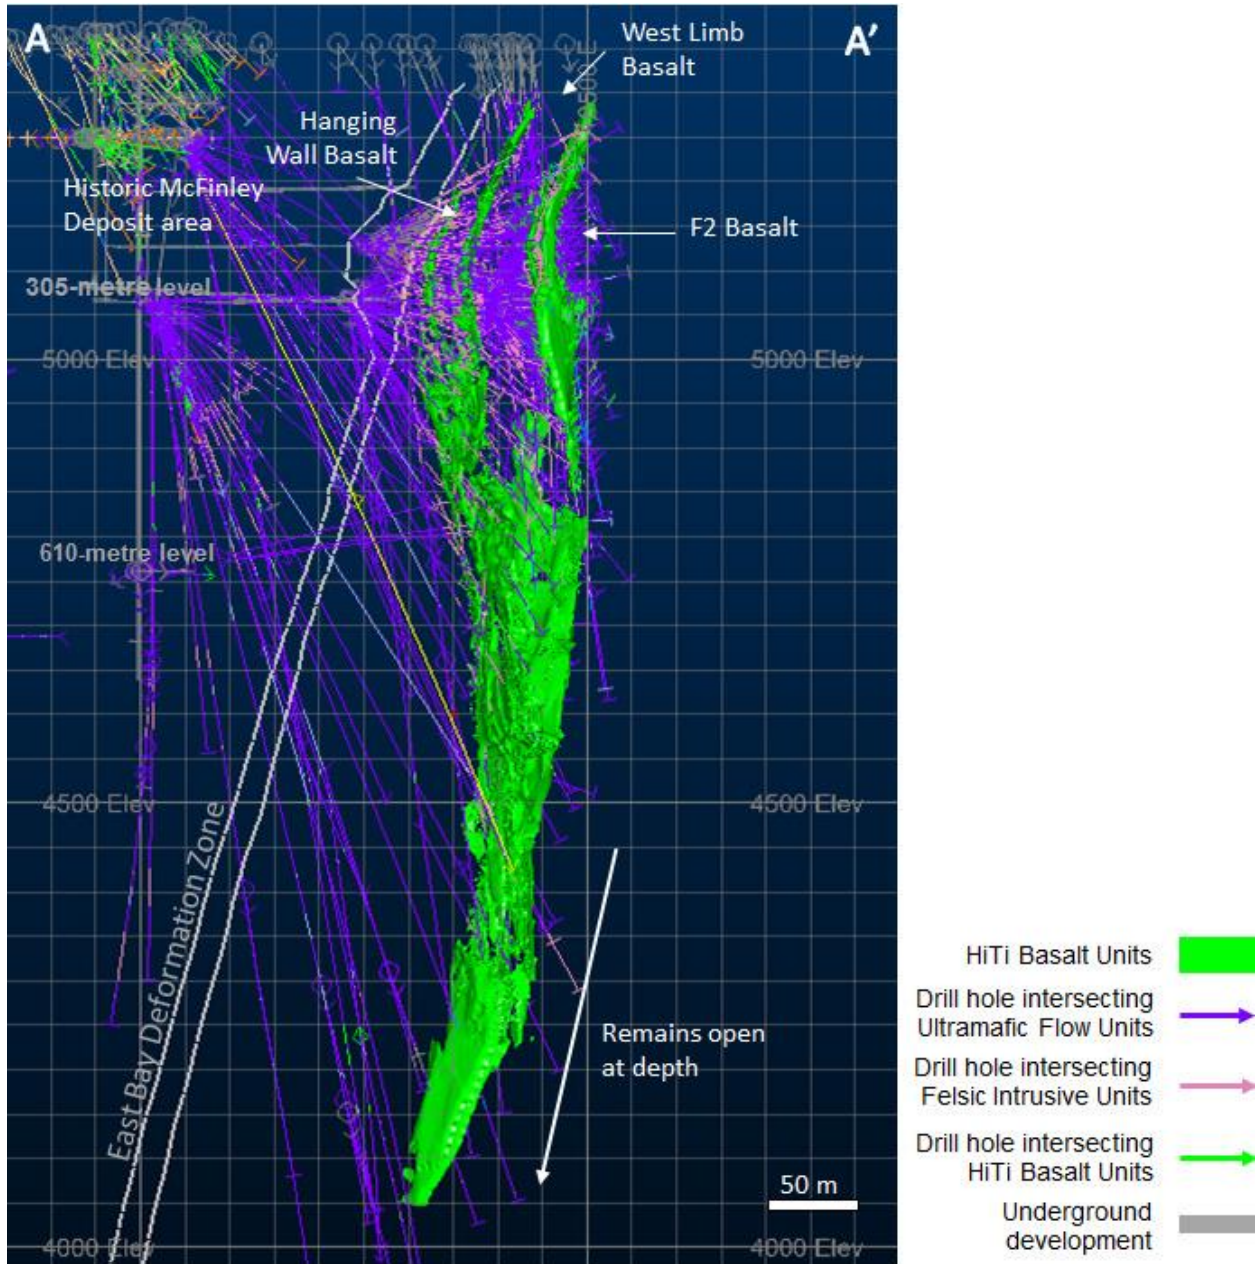 A
A'
West Limb
Basalt
Hanging
Wall Basalt
Historic McFinley
Deposit area
F2 Basalt
305-metre level
5000 Elev
5000 Elev
610-metre level
4500 Elev
4500 Elev
East Bay Deformation Zone
Remains open
at depth
50 m
4000 Elev
4000 Elev
HiTi Basalt Units
Drill hole intersecting
Ultramafic Flow Units
Drill hole intersecting
Felsic Intrusive Units
Drill hole intersecting
HiTi Basalt Units
Underground
development